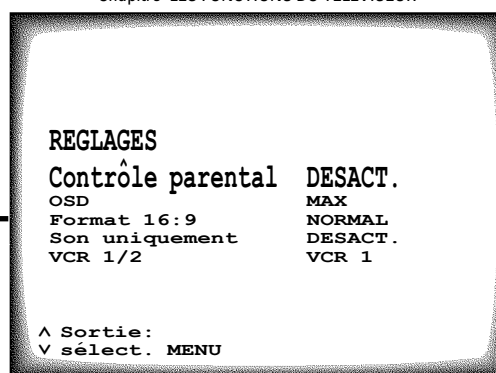 REGLAGES
Contrôle parental DESACT.
OSD MAX
Format 16:9 NORMAL
Son uniquement DESACT.
VCR 1/2 VCR 1
^ Sortie:
v sélect. MENU